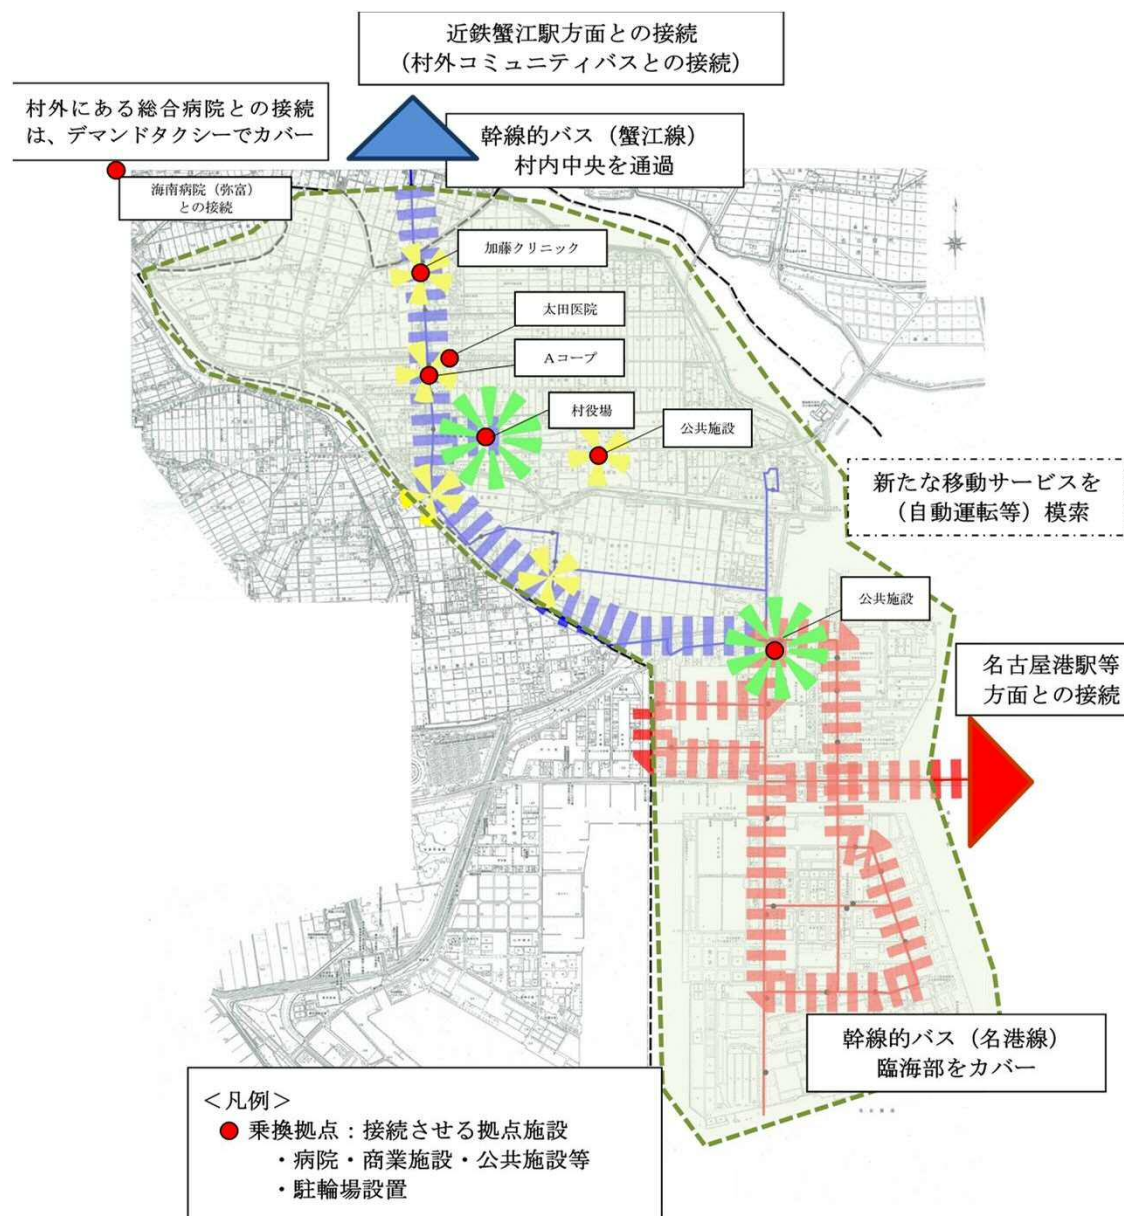 近鉄蟹江駅方面との接続
(村外コミュニティバスとの接続)
村外にある総合病院との接続
は、デマンドタクシーでカバー
幹線的バス（蟹江線）
村内中央を通過
海南病院（弥富）
との接続
加藤クリニック
太田医院
Aコープ
村役場
公共施設
新たな移動サービスを
（自動運転等）模索
公共施設
名古屋港駅等
方面との接続
幹線的バス（名港線）
臨海部をカバー
＜凡例＞
乗換拠点：接続させる拠点施設
・病院・商業施設・公共施設等
・駐輪場設置